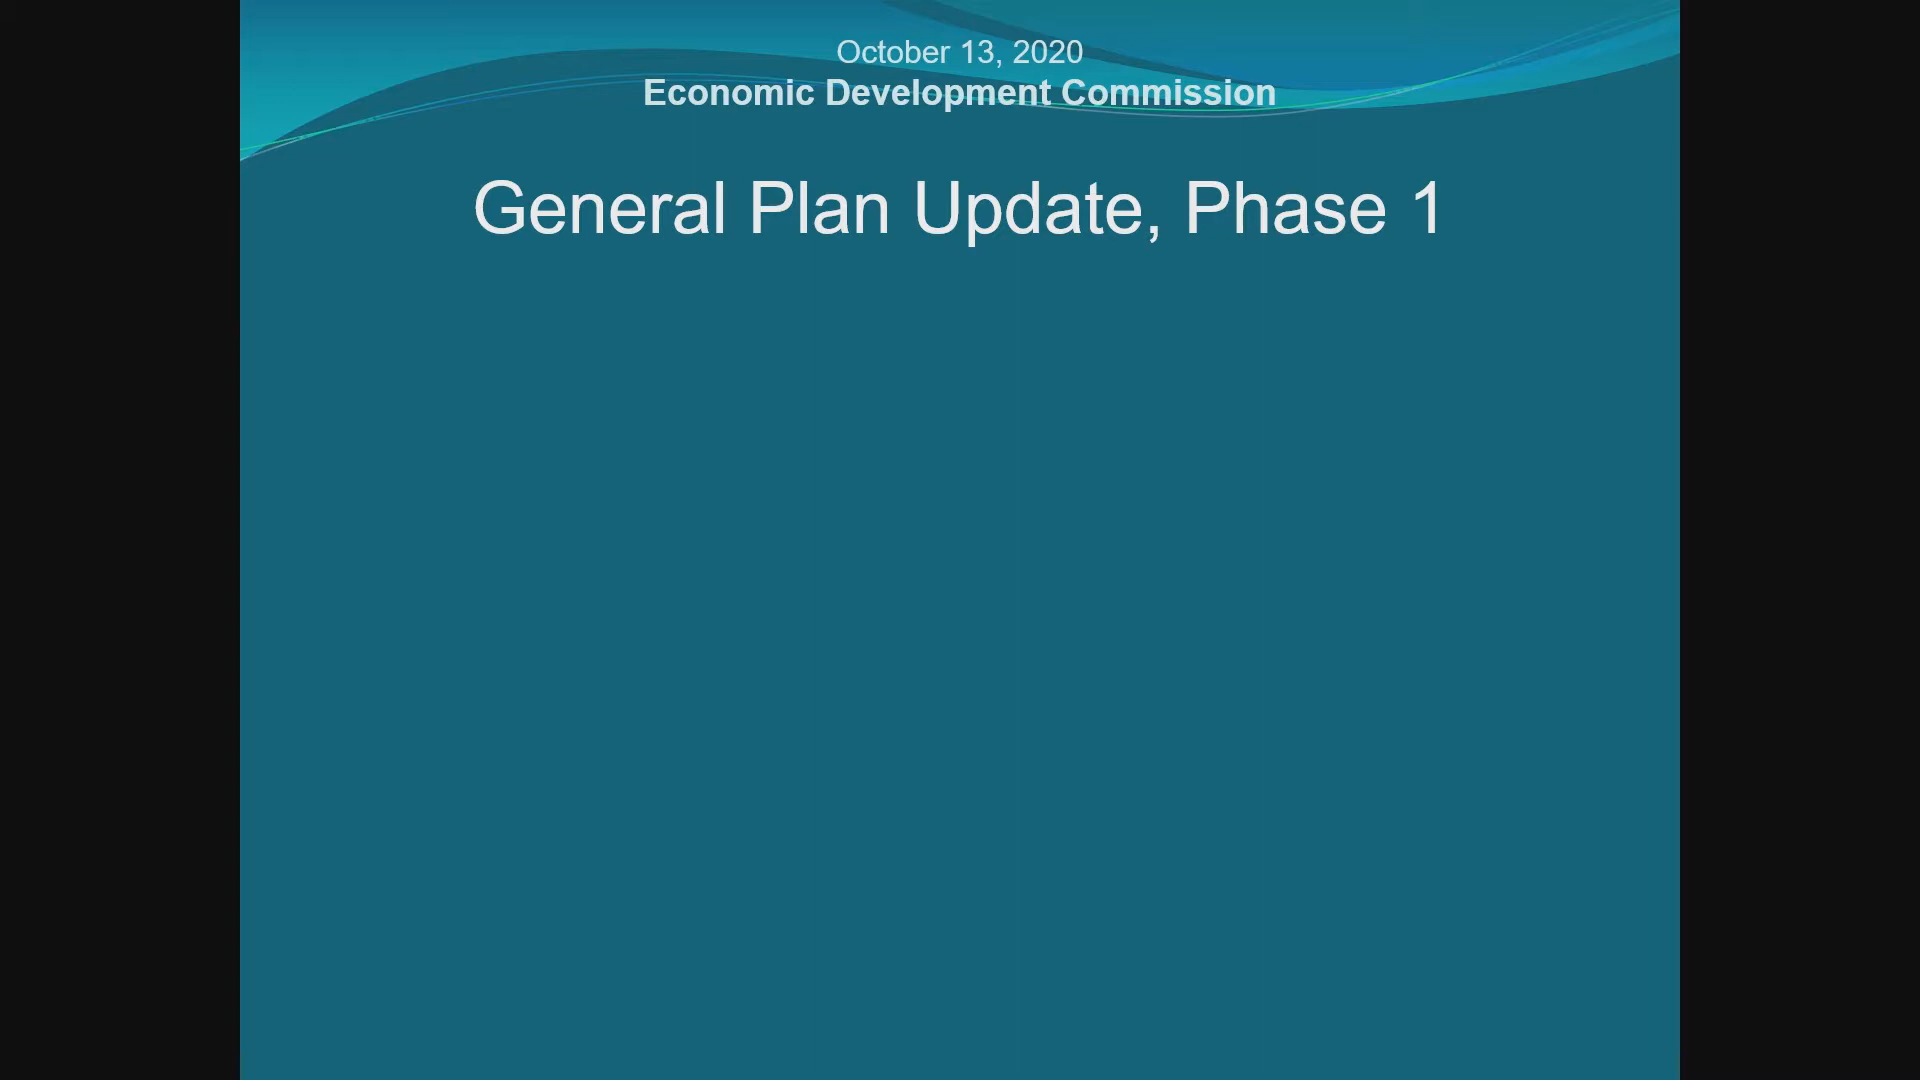 October 13, 2020
Economic Development Commission
General Plan Update, Phase 1